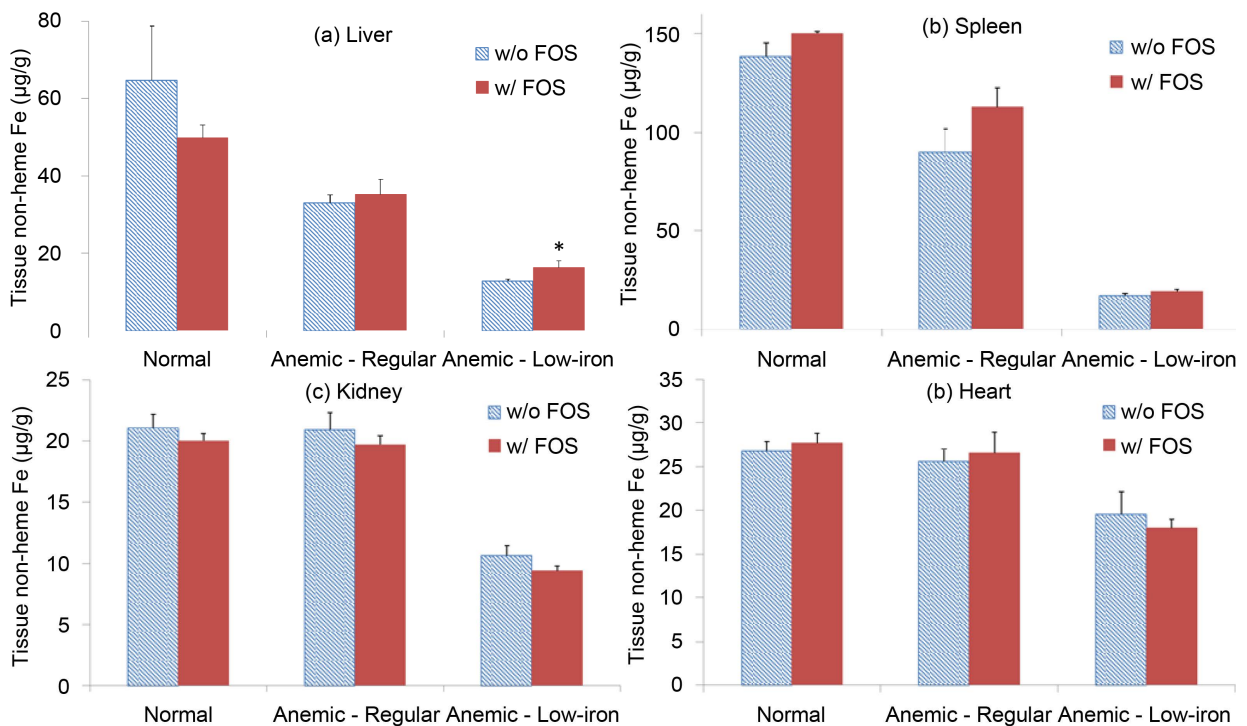 (a) Liver
w/o FOS
w/ FOS
Tissue non-heme Fe (µg/g)
80
60
40
20
0
Normal
Anemic - Regular
Anemic - Low-iron
*
(b) Spleen
w/o FOS
w/ FOS
Tissue non-heme Fe (µg/g)
150
100
50
0
Normal
Anemic - Regular
Anemic - Low-iron
(c) Kidney
w/o FOS
w/ FOS
Tissue non-heme Fe (µg/g)
25
20
15
10
5
0
Normal
Anemic - Regular
Anemic - Low-iron
(b) Heart
w/o FOS
w/ FOS
Tissue non-heme Fe (µg/g)
35
30
25
20
15
10
5
0
Normal
Anemic - Regular
Anemic - Low-iron